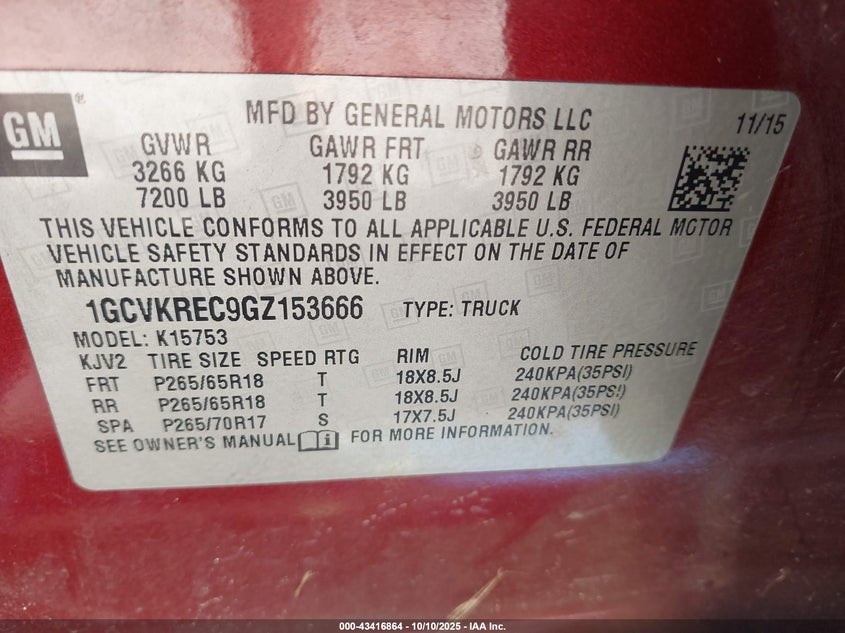 GM®
MFD BY GENERAL MOTORS LLC
11/15
GVWR GAWR FRT GAWR RR
3266 KG 1792 KG 1792 KG
7200 LB 3950 LB 3950 LB
THIS VEHICLE CONFORMS TO ALL APPLICABLE U.S. FEDERAL MOTOR
VEHICLE SAFETY STANDARDS IN EFFECT ON THE DATE OF
MANUFACTURE SHOWN ABOVE.
1GCVKREC9GZ153666 TYPE: TRUCK
MODEL: K15753
KJV2 TIRE SIZE SPEED RTG RIM COLD TIRE PRESSURE
FRT P265/65R18 T 18X8.5J 240KPA(35PSI)
RR P265/65R18 T 18X8.5J 240KPA(35PSI)
SPA P265/70R17 S 17X7.5J 240KPA(35PSI)
SEE OWNER'S MANUAL FOR MORE INFORMATION.
000-43416864 / 10/10/2025 - IAA Inc.